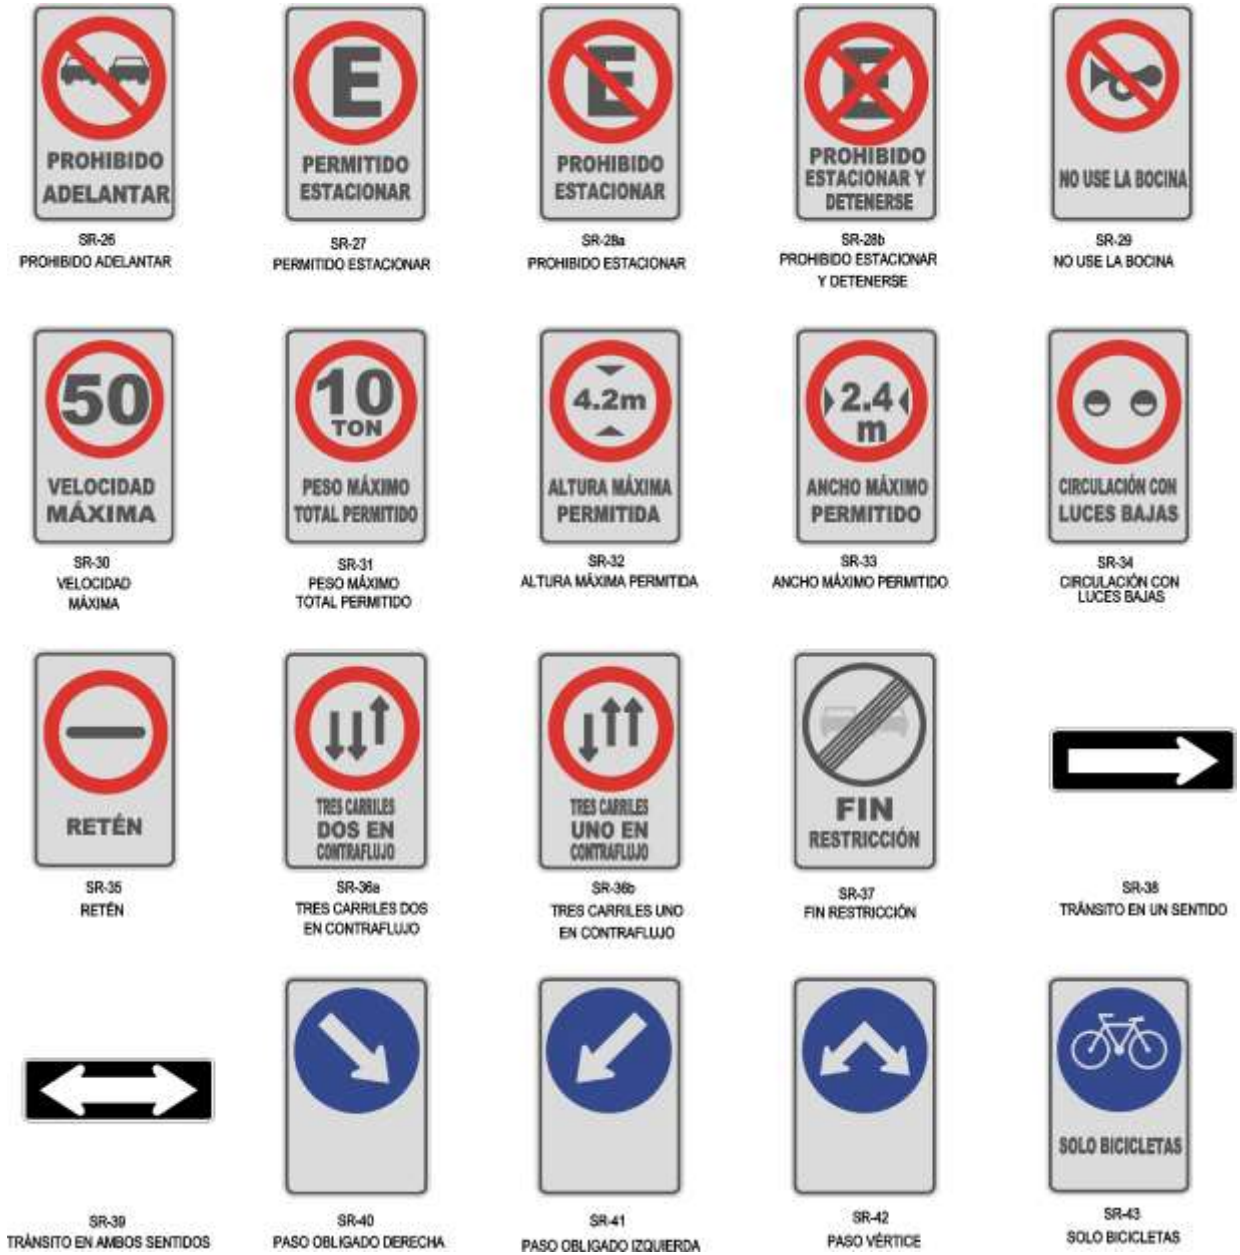 PROHIBIDO
ADELANTAR
SR-26
PROHIBIDO ADELANTAR
E
PERMITIDO
ESTACIONAR
SR-27
PERMITIDO ESTACIONAR
E
PROHIBIDO
ESTACIONAR
SR-28a
PROHIBIDO ESTACIONAR
E
PROHIBIDO
ESTACIONAR Y
DETENERSE
SR-28b
PROHIBIDO ESTACIONAR
Y DETENERSE
NO USE LA BOCINA
SR-29
NO USE LA BOCINA
50
VELOCIDAD
MÁXIMA
SR-30
VELOCIDAD
MÁXIMA
10
TON
PESO MÁXIMO
TOTAL PERMITIDO
SR-31
PESO MÁXIMO
TOTAL PERMITIDO
4.2m
ALTURA MÁXIMA
PERMITIDA
SR-32
ALTURA MÁXIMA PERMITIDA
2.4
m
ANCHO MÁXIMO
PERMITIDO
SR-33
ANCHO MÁXIMO PERMITIDO
CIRCULACIÓN CON
LUCES BAJAS
SR-34
CIRCULACIÓN CON
LUCES BAJAS
RETÉN
SR-35
RETÉN
TRES CARRILES
DOS EN
CONTRAFLUJO
SR-36a
TRES CARRILES DOS
EN CONTRAFLUJO
TRES CARRILES
UNO EN
CONTRAFLUJO
SR-36b
TRES CARRILES UNO
EN CONTRAFLUJO
FIN
RESTRICCIÓN
SR-37
FIN RESTRICCIÓN
SR-38
TRÁNSITO EN UN SENTIDO
SR-39
TRÁNSITO EN AMBOS SENTIDOS
SR-40
PASO OBLIGADO DERECHA
SR-41
PASO OBLIGADO IZQUIERDA
SR-42
PASO VÉRTICE
SOLO BICICLETAS
SR-43
SOLO BICICLETAS